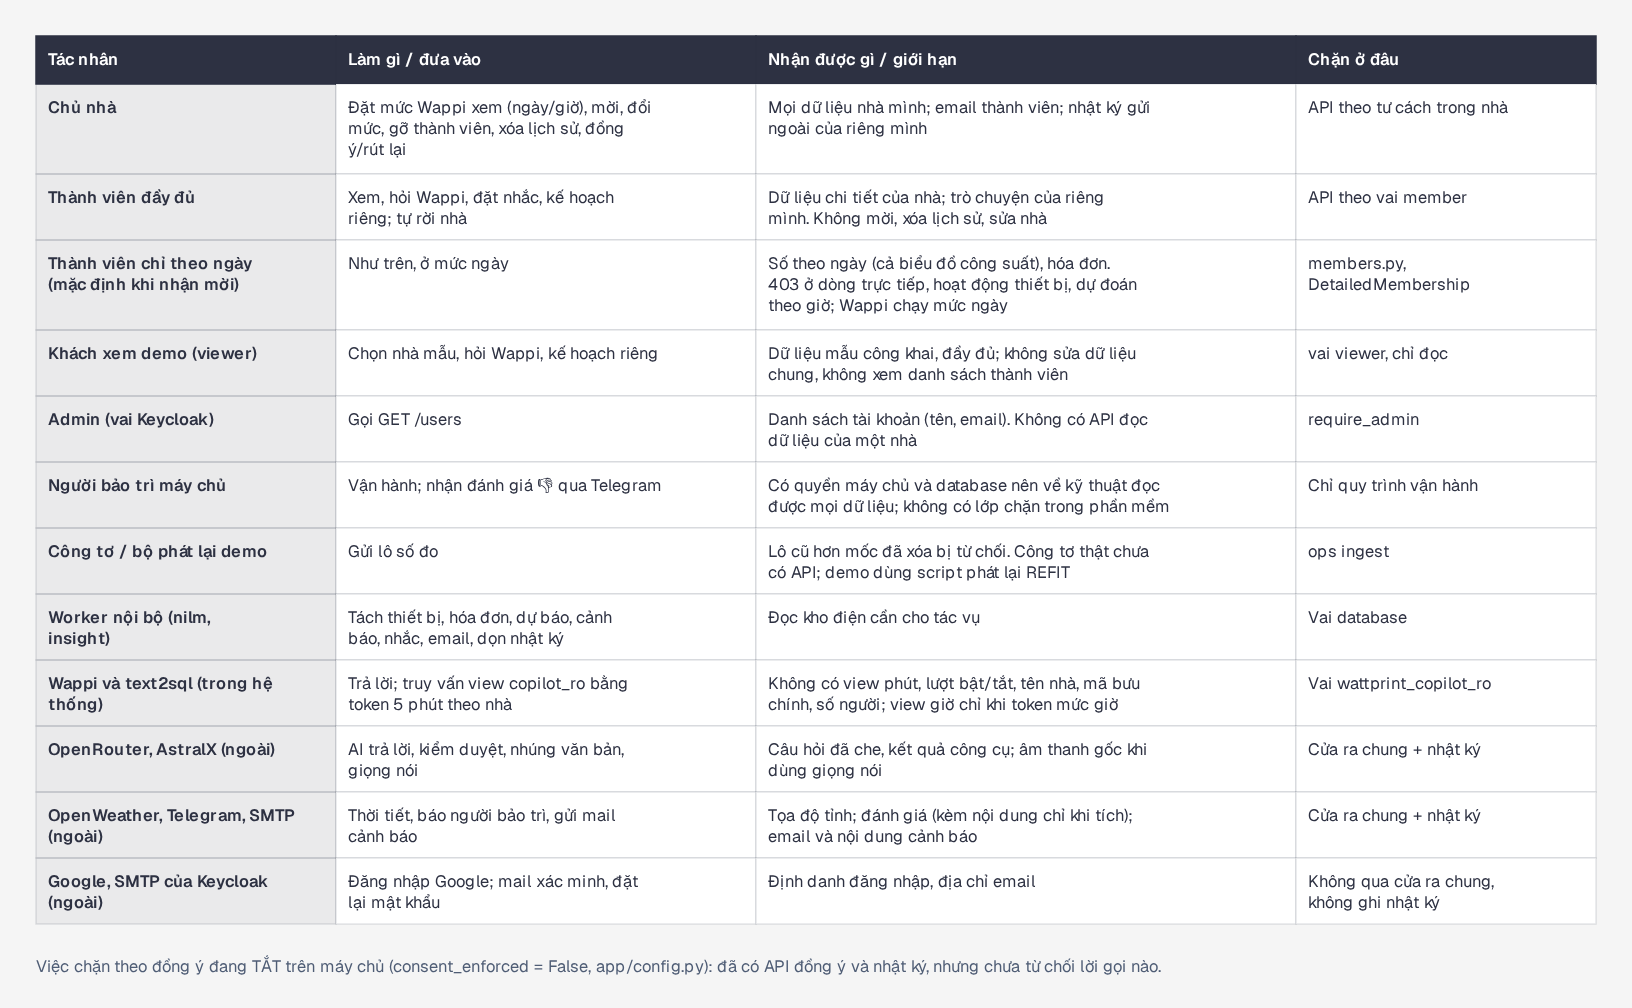 Tác nhân
Làm gì / đưa vào
Nhận được gì / giới hạn
Chặn ở đâu
Chủ nhà
Đặt mức Wappi xem (ngày/giờ), mời, đổi
mức, gỡ thành viên, xóa lịch sử, đồng
ý/rút lại
Mọi dữ liệu nhà mình; email thành viên; nhật ký gửi
ngoài của riêng mình
API theo tư cách trong nhà
Thành viên đầy đủ
Xem, hỏi Wappi, đặt nhắc, kế hoạch
riêng; tự rời nhà
Dữ liệu chi tiết của nhà; trò chuyện của riêng
mình. Không mời, xóa lịch sử, sửa nhà
API theo vai member
Thành viên chỉ theo ngày
(mặc định khi nhận mời)
Như trên, ở mức ngày
Số theo ngày (cả biểu đồ công suất), hóa đơn.
403 ở dòng trực tiếp, hoạt động thiết bị, dự đoán
theo giờ; Wappi chạy mức ngày
members.py,
DetailedMembership
Khách xem demo (viewer)
Chọn nhà mẫu, hỏi Wappi, kế hoạch riêng
Dữ liệu mẫu công khai, đầy đủ; không sửa dữ liệu
chung, không xem danh sách thành viên
vai viewer, chỉ đọc
Admin (vai Keycloak)
Gọi GET /users
Danh sách tài khoản (tên, email). Không có API đọc
dữ liệu của một nhà
require_admin
Người bảo trì máy chủ
Vận hành; nhận đánh giá 👎 qua Telegram
Có quyền máy chủ và database nên về kỹ thuật đọc
được mọi dữ liệu; không có lớp chặn trong phần mềm
Chỉ quy trình vận hành
Công tơ / bộ phát lại demo
Gửi lô số đo
Lô cũ hơn mốc đã xóa bị từ chối. Công tơ thật chưa
có API; demo dùng script phát lại REFIT
ops ingest
Worker nội bộ (nilm,
insight)
Tách thiết bị, hóa đơn, dự báo, cảnh
báo, nhắc, email, dọn nhật ký
Đọc kho điện cần cho tác vụ
Vai database
Wappi và text2sql (trong hệ
thống)
Trả lời; truy vấn view copilot_ro bằng
token 5 phút theo nhà
Không có view phút, lượt bật/tắt, tên nhà, mã bưu
chính, số người; view giờ chỉ khi token mức giờ
Vai wattprint_copilot_ro
OpenRouter, AstralX (ngoài)
AI trả lời, kiểm duyệt, nhúng văn bản,
giọng nói
Câu hỏi đã che, kết quả công cụ; âm thanh gốc khi
dùng giọng nói
Cửa ra chung + nhật ký
OpenWeather, Telegram, SMTP
(ngoài)
Thời tiết, báo người bảo trì, gửi mail
cảnh báo
Tọa độ tỉnh; đánh giá (kèm nội dung chỉ khi tích);
email và nội dung cảnh báo
Cửa ra chung + nhật ký
Google, SMTP của Keycloak
(ngoài)
Đăng nhập Google; mail xác minh, đặt
lại mật khẩu
Định danh đăng nhập, địa chỉ email
Không qua cửa ra chung,
không ghi nhật ký
Việc chặn theo đồng ý đang TẮT trên máy chủ (consent_enforced = False, app/config.py): đã có API đồng ý và nhật ký, nhưng chưa từ chối lời gọi nào.